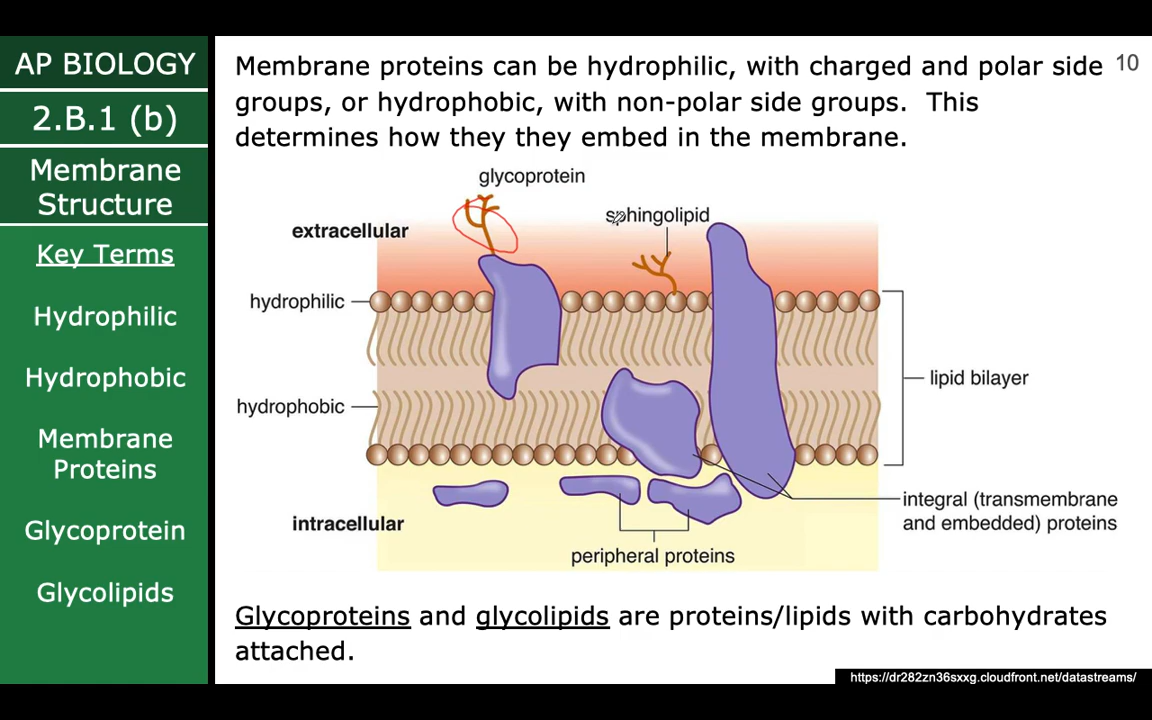 AP BIOLOGY
2.B.1 (b)
Membrane
Structure
Key Terms
Hydrophilic
Hydrophobic
Membrane
Proteins
Glycoprotein
Glycolipids
Membrane proteins can be hydrophilic, with charged and polar side
groups, or hydrophobic, with non-polar side groups. This
determines how they they embed in the membrane.
10
glycoprotein
sphingolipid
extracellular
hydrophilic
lipid bilayer
hydrophobic
integral (transmembrane
and embedded) proteins
intracellular
peripheral proteins
Glycoproteins and glycolipids are proteins/lipids with carbohydrates
attached.
https://dr282zn36sxxg.cloudfront.net/datastreams/